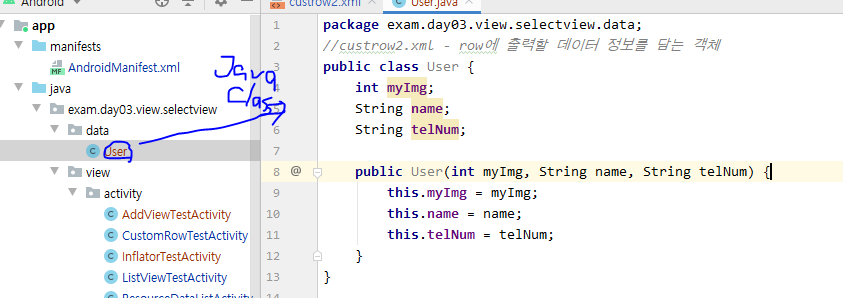 Android
custrow2.xml
User.java
app
manifests
AndroidManifest.xml
java
exam.day03.view.selectview
data
User
view
activity
AddViewTestActivity
CustomRowTestActivity
InflatorTestActivity
ListViewTestActivity
ResourceDataListActivity
Java
Class
1 package exam.day03.view.selectview.data;
2 //custrow2.xml - row에 출력할 데이터 정보를 담는 객체
3 public class User {
4 int myImg;
5 String name;
6 String telNum;
7
8 @ public User(int myImg, String name, String telNum) {
9 this.myImg = myImg;
10 this.name = name;
11 this.telNum = telNum;
12 }
13 }